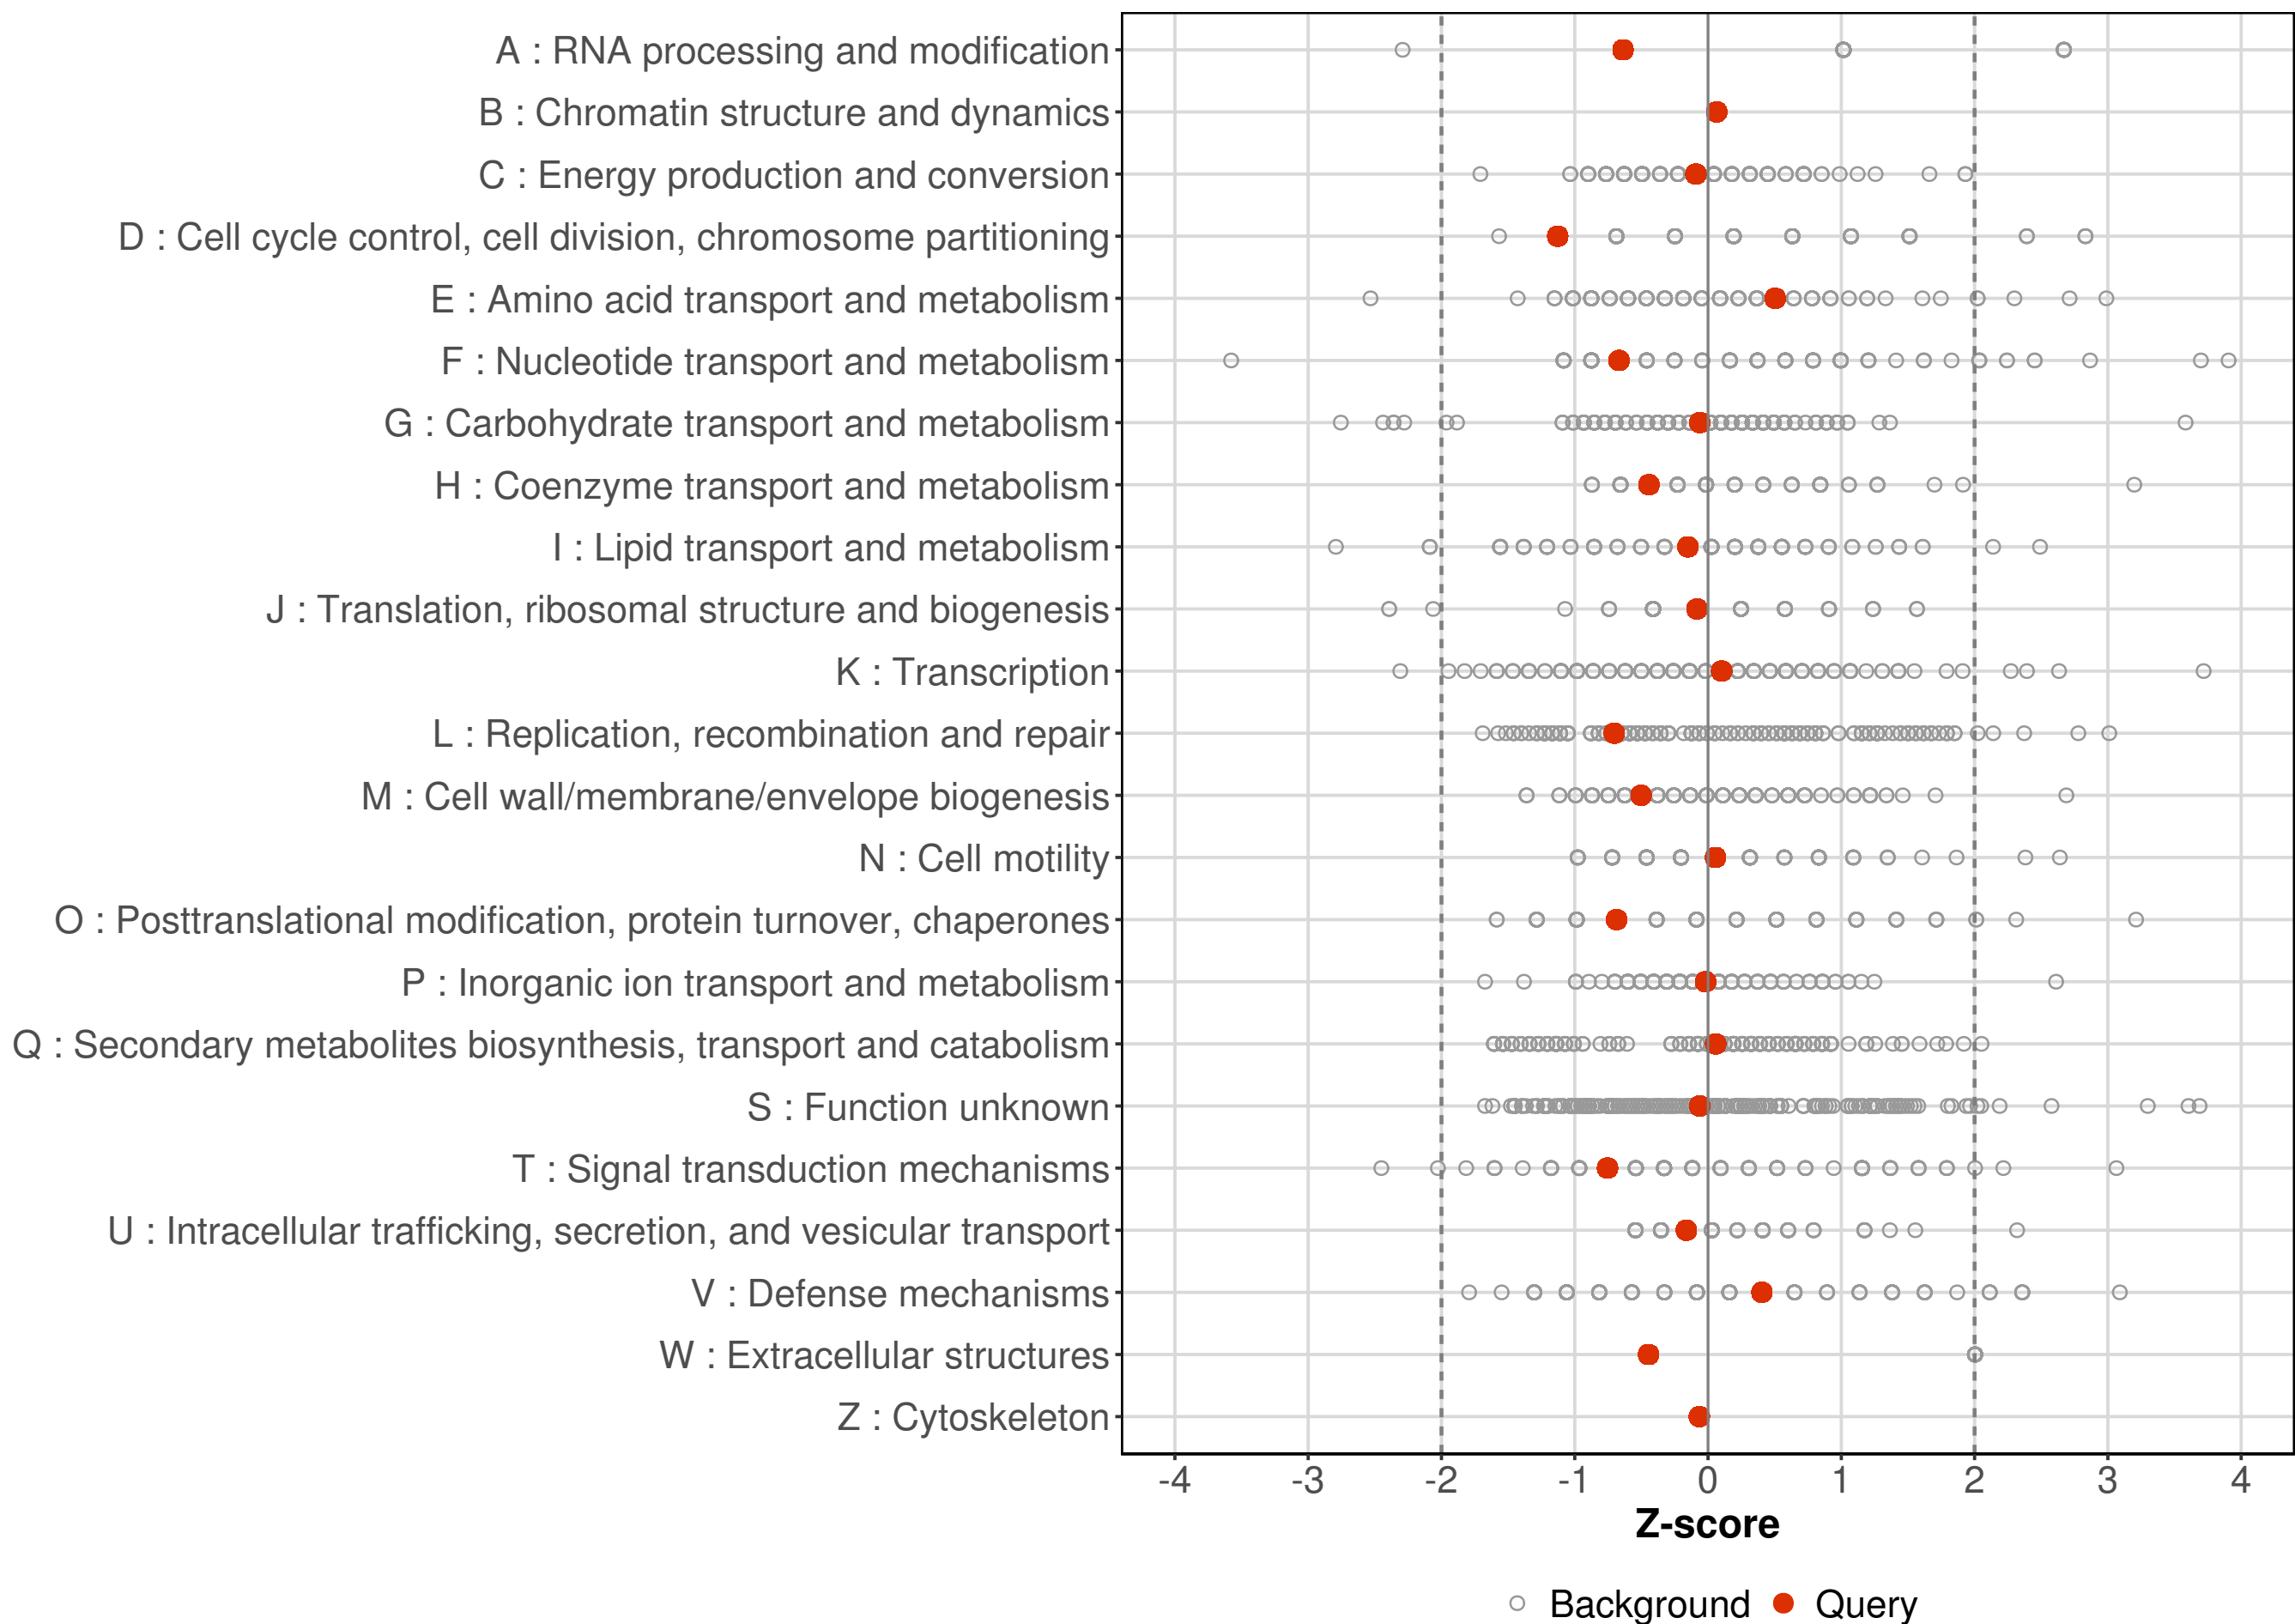 A : RNA processing and modification
B : Chromatin structure and dynamics
C : Energy production and conversion
D : Cell cycle control, cell division, chromosome partitioning
E : Amino acid transport and metabolism
F : Nucleotide transport and metabolism
G : Carbohydrate transport and metabolism
H : Coenzyme transport and metabolism
I : Lipid transport and metabolism
J : Translation, ribosomal structure and biogenesis
K : Transcription
L : Replication, recombination and repair
M : Cell wall/membrane/envelope biogenesis
N : Cell motility
O : Posttranslational modification, protein turnover, chaperones
P : Inorganic ion transport and metabolism
Q : Secondary metabolites biosynthesis, transport and catabolism
S : Function unknown
T : Signal transduction mechanisms
U : Intracellular trafficking, secretion, and vesicular transport
V : Defense mechanisms
W : Extracellular structures
Z : Cytoskeleton
-4 -3 -2 -1 0 1 2 3 4
Z-score
Background Query